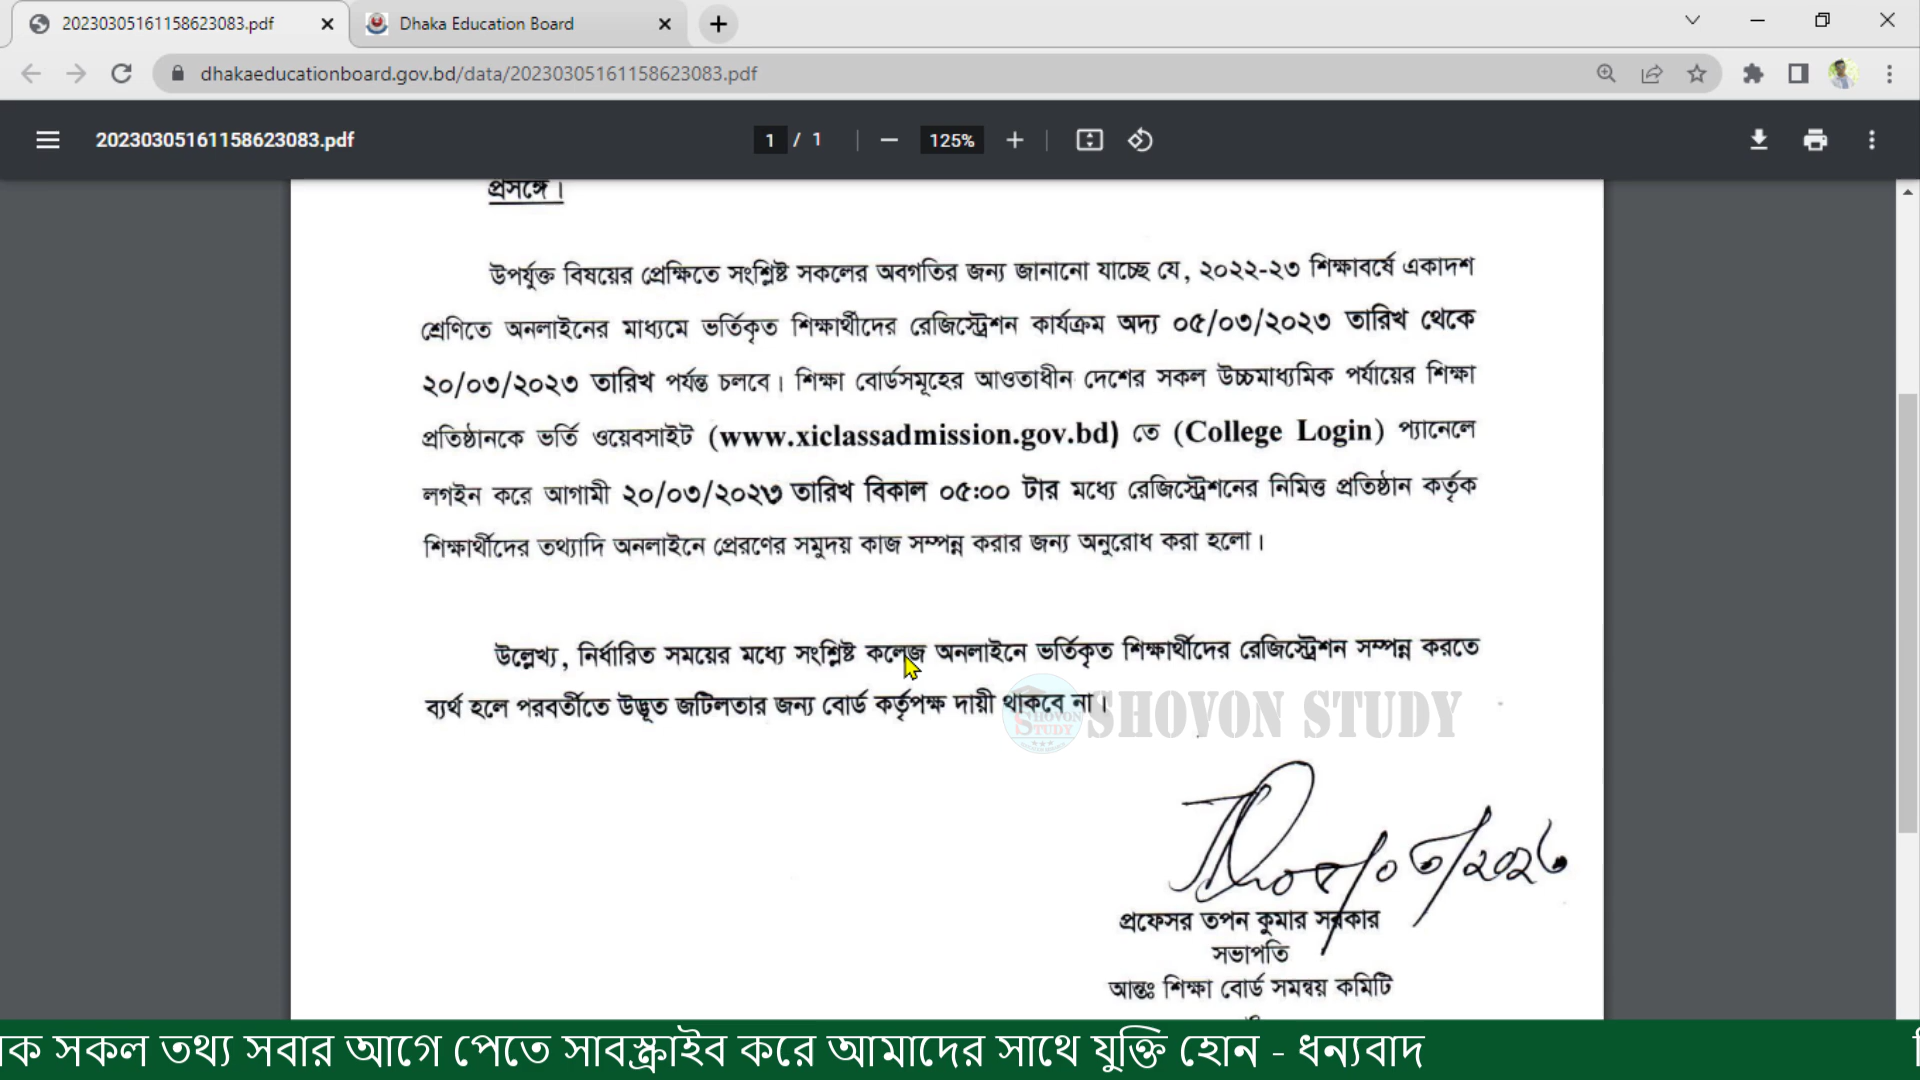 20230305161158623083.pdf
Dhaka Education Board
dhakaeducationboard.gov.bd/data/20230305161158623083.pdf
20230305161158623083.pdf
1 / 1
125%
প্রসঙ্গে।
উপর্যুক্ত বিষয়ের প্রেক্ষিতে সংশ্লিষ্ট সকলের অবগতির জন্য জানানো যাচ্ছে যে, ২০২২-২৩ শিক্ষাবর্ষে একাদশ
শ্রেণিতে অনলাইনের মাধ্যমে ভর্তিকৃত শিক্ষার্থীদের রেজিস্ট্রেশন কার্যক্রম অদ্য ০৫/০৩/২০২৩ তারিখ থেকে
২০/০৩/২০২৩ তারিখ পর্যন্ত চলবে। শিক্ষা বোর্ডসমূহের আওতাধীন দেশের সকল উচ্চমাধ্যমিক পর্যায়ের শিক্ষা
প্রতিষ্ঠানকে ভর্তি ওয়েবসাইট (www.xiclassadmission.gov.bd) তে (College Login) প্যানেলে
লগইন করে আগামী ২০/০৩/২০২৩ তারিখ বিকাল ০৫:০০ টার মধ্যে রেজিস্ট্রেশনের নিমিত্ত প্রতিষ্ঠান কর্তৃক
শিক্ষার্থীদের তথ্যাদি অনলাইনে প্রেরণের সমুদয় কাজ সম্পন্ন করার জন্য অনুরোধ করা হলো।
উল্লেখ্য, নির্ধারিত সময়ের মধ্যে সংশ্লিষ্ট কলেজ অনলাইনে ভর্তিকৃত শিক্ষার্থীদের রেজিস্ট্রেশন সম্পন্ন করতে
ব্যর্থ হলে পরবর্তীতে উদ্ভূত জটিলতার জন্য বোর্ড কর্তৃপক্ষ দায়ী থাকবে না।
SHOVON STUDY
SHOVON STUDY
০৫/০৩/২০২৩
প্রফেসর তপন কুমার সরকার
সভাপতি
আন্তঃ শিক্ষা বোর্ড সমন্বয় কমিটি
ক সকল তথ্য সবার আগে পেতে সাবস্ক্রাইব করে আমাদের সাথে যুক্তি হোন - ধন্যবাদ